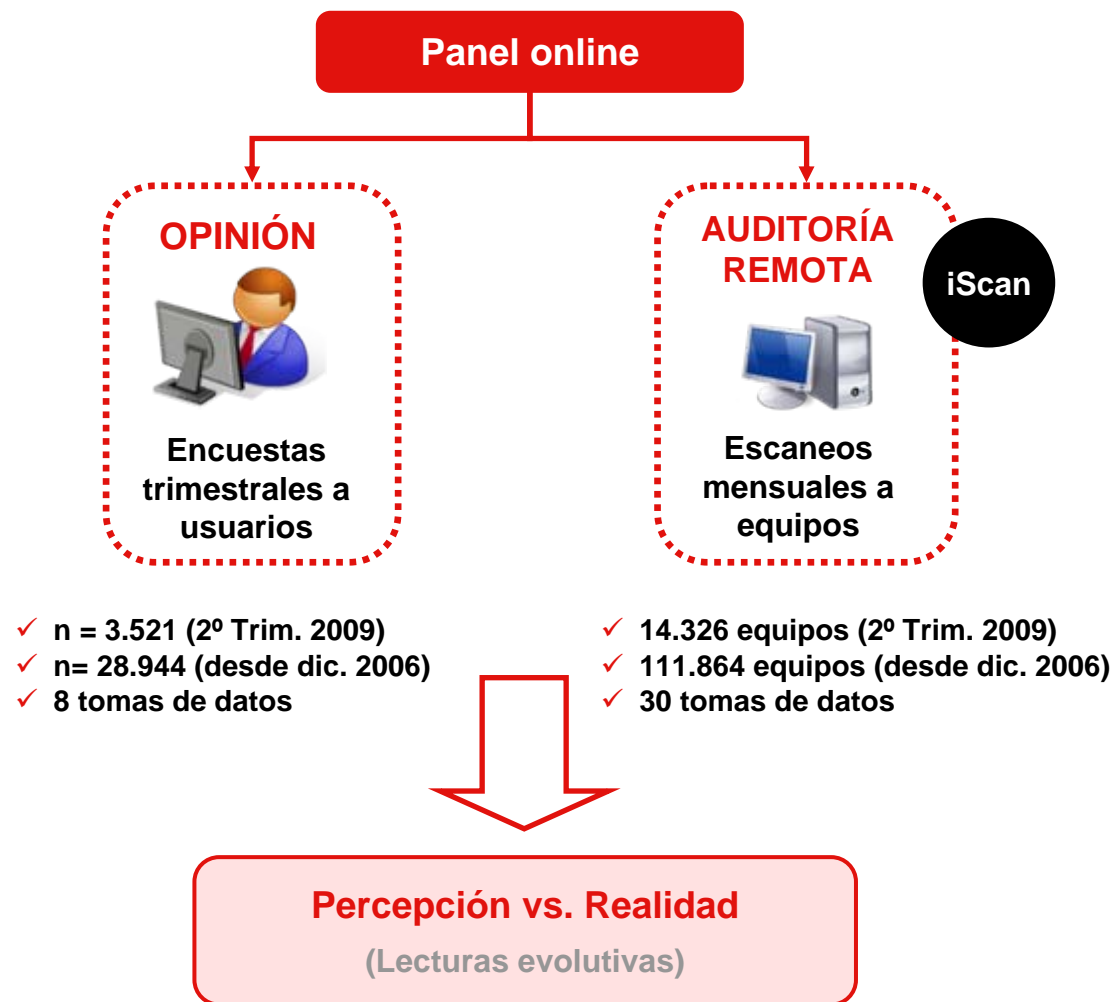 Panel online
OPINIÓN
Encuestas
trimestrales a
usuarios
AUDITORÍA
REMOTA
iScan
Escaneos
mensuales a
equipos
n = 3.521 (2º Trim. 2009)
n= 28.944 (desde dic. 2006)
8 tomas de datos
14.326 equipos (2º Trim. 2009)
111.864 equipos (desde dic. 2006)
30 tomas de datos
Percepción vs. Realidad
(Lecturas evolutivas)